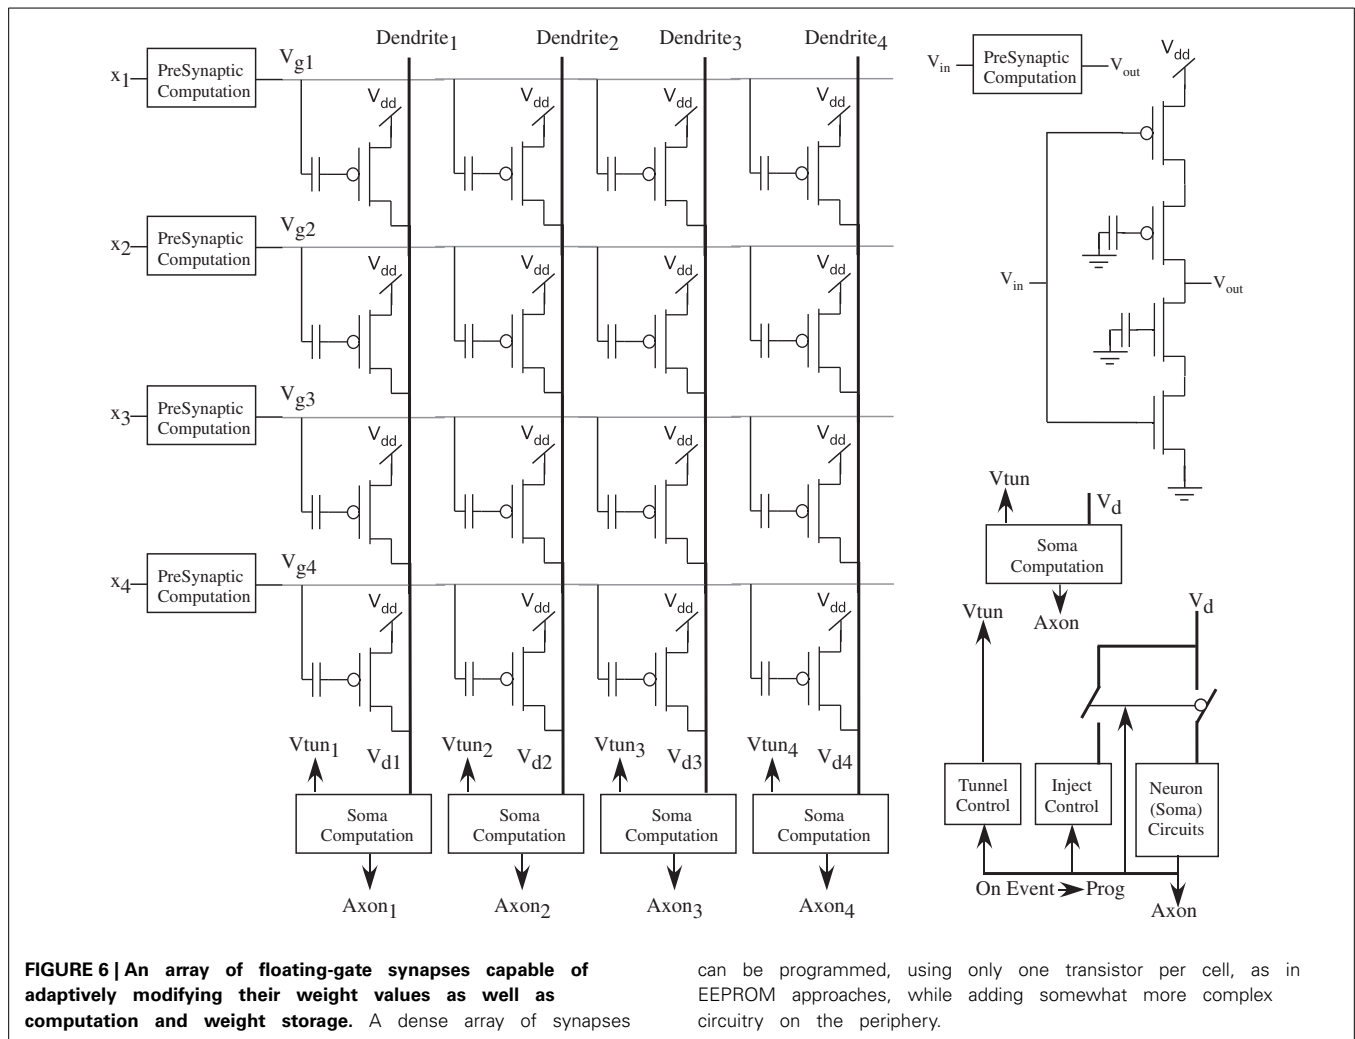 Dendrite1 Dendrite2 Dendrite3 Dendrite4
x1 PreSynaptic Computation Vg1
Vdd Vdd Vdd Vdd
x2 PreSynaptic Computation Vg2
Vdd Vdd Vdd Vdd
x3 PreSynaptic Computation Vg3
Vdd Vdd Vdd Vdd
x4 PreSynaptic Computation Vg4
Vdd Vdd Vdd Vdd
Vtun1 Vd1 Vtun2 Vd2 Vtun3 Vd3 Vtun4 Vd4
Soma Computation Soma Computation Soma Computation Soma Computation
Axon1 Axon2 Axon3 Axon4
Vin PreSynaptic Computation Vout
Vdd
Vin Vout
Vtun Vd
Soma Computation
Axon
Vtun Vd
Tunnel Control Inject Control Neuron (Soma) Circuits
On Event Prog
Axon
FIGURE 6 | An array of floating-gate synapses capable of
adaptively modifying their weight values as well as
computation and weight storage. A dense array of synapses
can be programmed, using only one transistor per cell, as in
EEPROM approaches, while adding somewhat more complex
circuitry on the periphery.